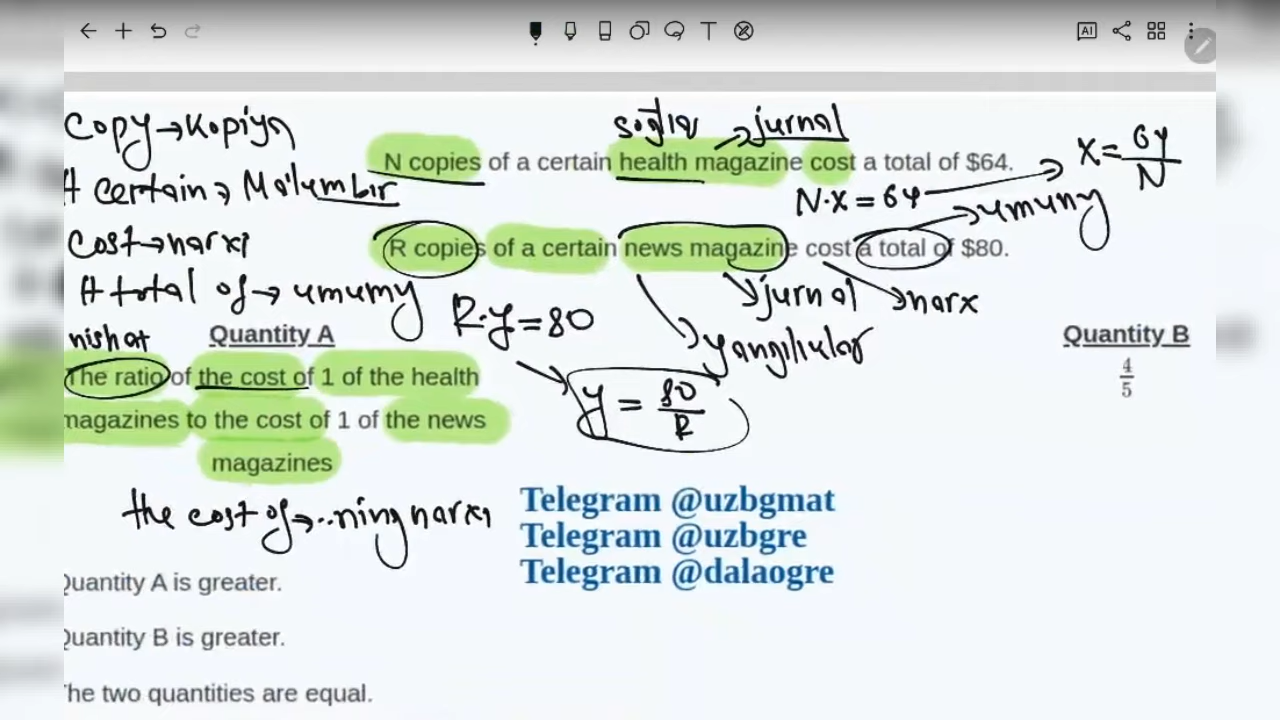 Copy→Kopiya
sog'liq → jurnal
N copies of a certain health magazine cost a total of $64.
X=64/N
A certain→ Ma'lum bir
N·X=64
→umumy
Cost→narxi
R copies of a certain news magazine cost a total of $80.
A total of→ umumy
R·y=80
jurnal
narx
nisbat
Quantity A
yangiliklar
Quantity B
The ratio of the cost of 1 of the health
magazines to the cost of 1 of the news
magazines
4/5
y = 80/R
the cost of→..ning narxi
Telegram @uzbgmat
Telegram @uzbgre
Telegram @dalaogre
Quantity A is greater.
Quantity B is greater.
The two quantities are equal.
AI